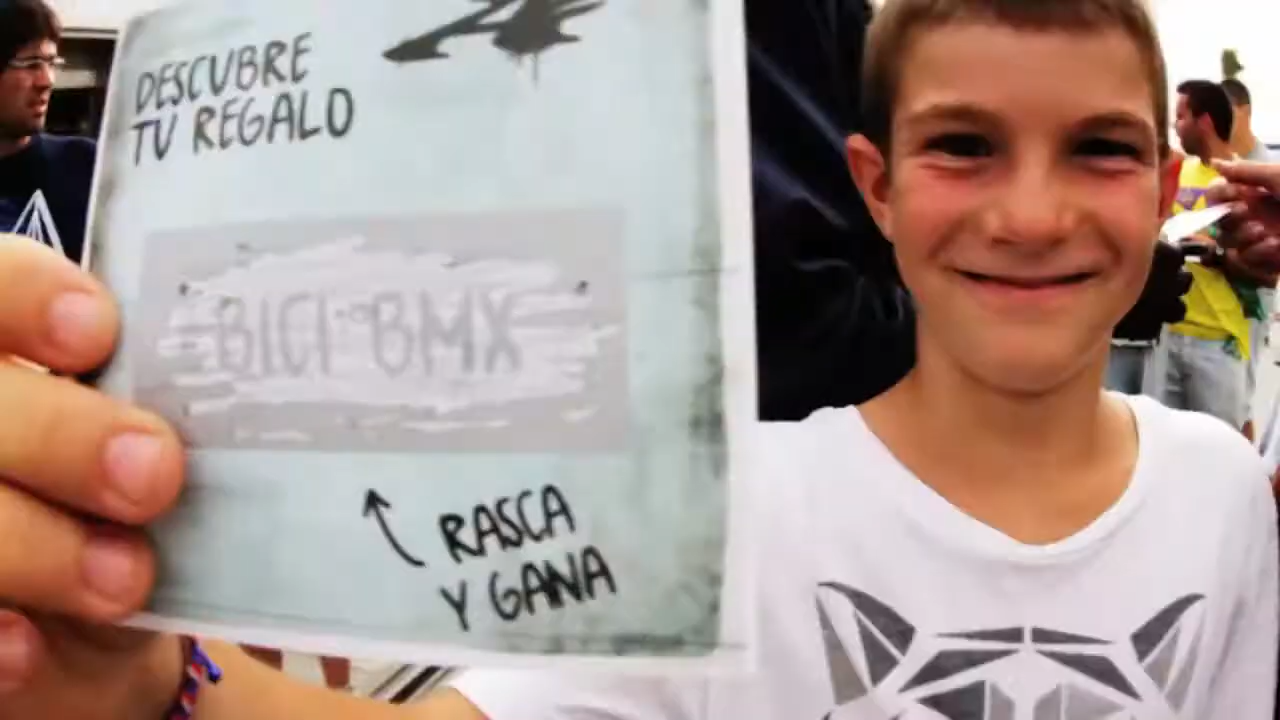 DESCUBRE
TU REGALO
BICI BMX
RASCA
Y GANA